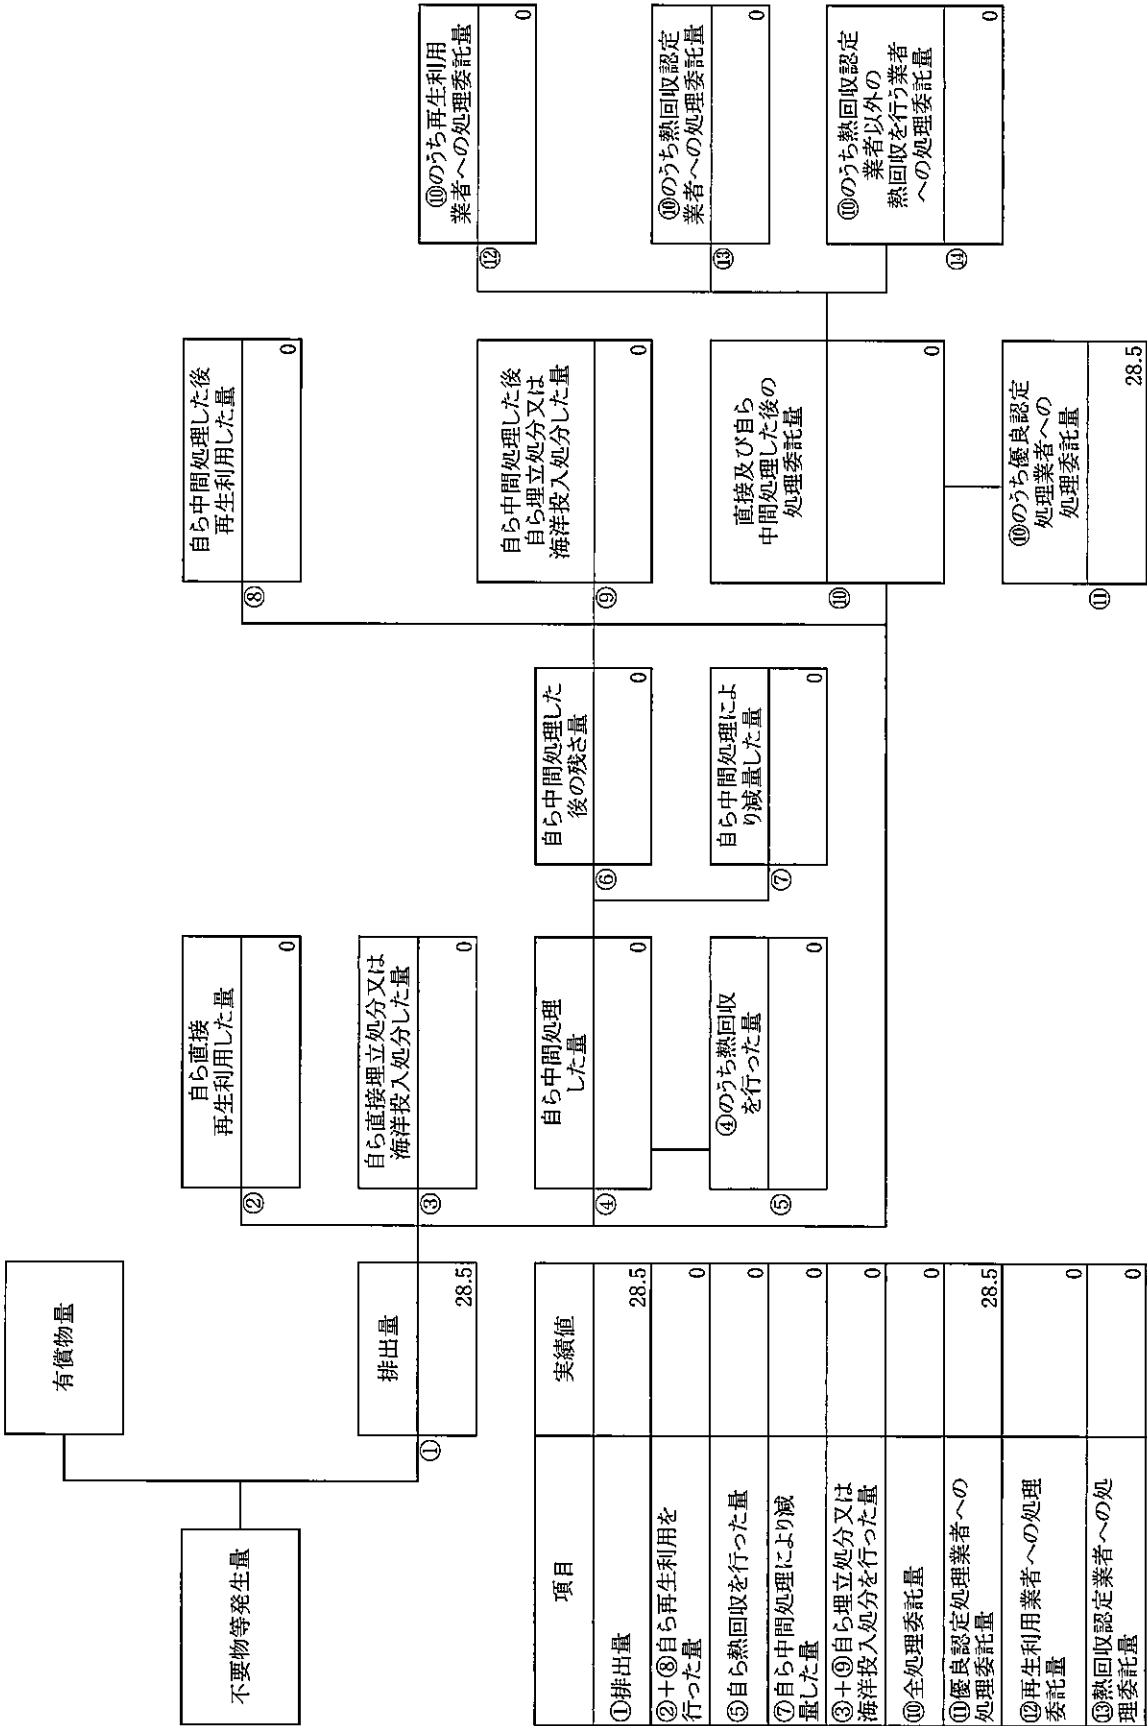 有償物量
不要物等発生量
排出量
①
28.5
自ら直接
再生利用した量
②
0
自ら直接埋立処分又は
海洋投入処分した量
③
0
自ら中間処理
した量
④
0
④のうち熱回収
を行った量
⑤
0
自ら中間処理した
後の残さ量
⑥
0
自ら中間処理によ
り減量した量
⑦
0
自ら中間処理した後
再生利用した量
⑧
0
自ら中間処理した後
自ら埋立処分又は
海洋投入処分した量
⑨
0
直接及び自ら
中間処理した後の
処理委託量
⑩
0
⑩のうち優良認定
処理業者への
処理委託量
⑪
28.5
⑩のうち再生利用
業者への処理委託量
⑫
0
⑩のうち熱回収認定
業者への処理委託量
⑬
0
⑩のうち熱回収認定
業者以外の
熱回収を行う業者
への処理委託量
⑭
0
項目 実績値
①排出量 28.5
②+⑧自ら再生利用を
行った量 0
⑤自ら熱回収を行った量 0
⑦自ら中間処理により減
量した量 0
③+⑨自ら埋立処分又は
海洋投入処分を行った量 0
⑩全処理委託量 0
⑪優良認定処理業者への
処理委託量 28.5
⑫再生利用業者への処理
委託量 0
⑬熱回収認定業者への処
理委託量 0